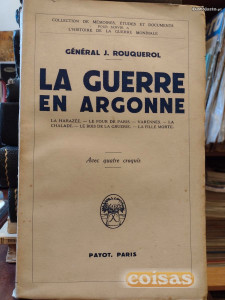 COLLECTION DE MÉMOIRES, ÉTUDES ET DOCUMENTS
POUR SERVIR A
L'HISTOIRE DE LA GUERRE MONDIALE
GÉNÉRAL J. ROUQUEROL
LA GUERRE
EN ARGONNE
LA HARAZÉE. — LE FOUR DE PARIS. — VARENNES. — LA
CHALADE. — LE BOIS DE LA GRURIE. — LA FILLE MORTE.
Avec quatre croquis
PAYOT, PARIS
coisas